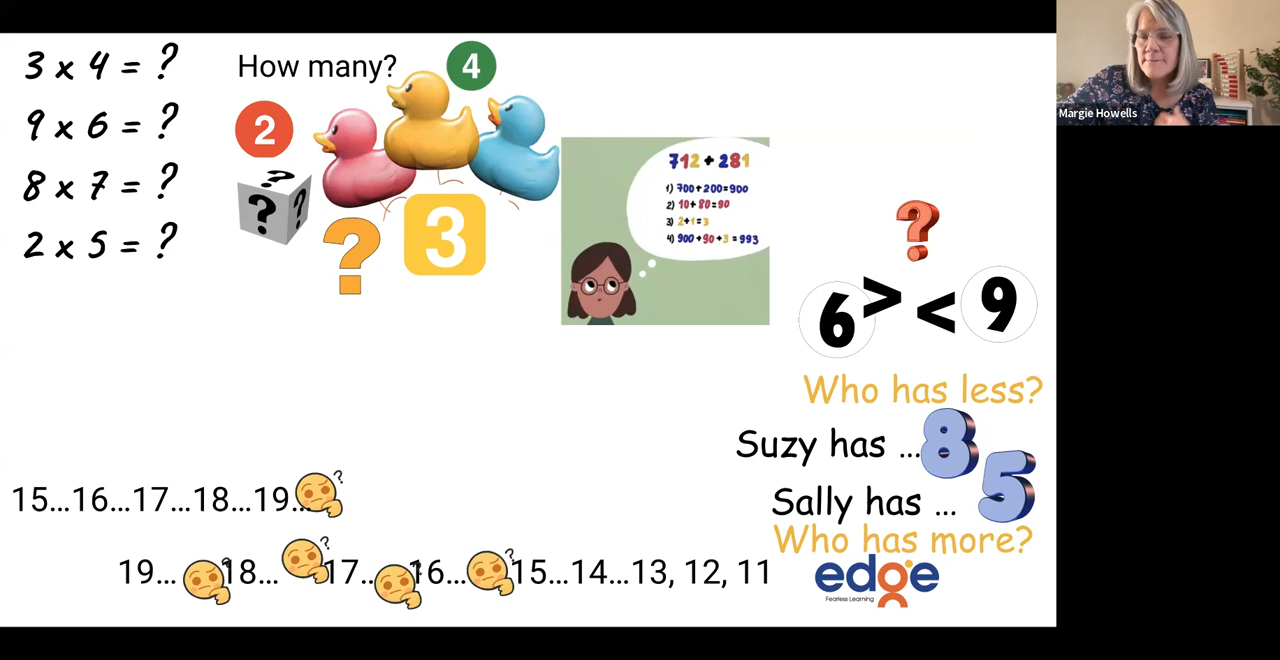 3 x 4 = ?
9 x 6 = ?
8 x 7 = ?
2 x 5 = ?
How many?
4
2
? ? ?
?
3
712 + 281
1) 700+200=900
2) 10+80=90
3) 2+1=3
4) 900+90+3=993
?
6 > < 9
Who has less?
Suzy has ... 8
Sally has ... 5
Who has more?
15...16...17...18...19...?
19... ?18... ?17... ?16... ?15...14...13, 12, 11
edge
Fearless Learning
Margie Howells